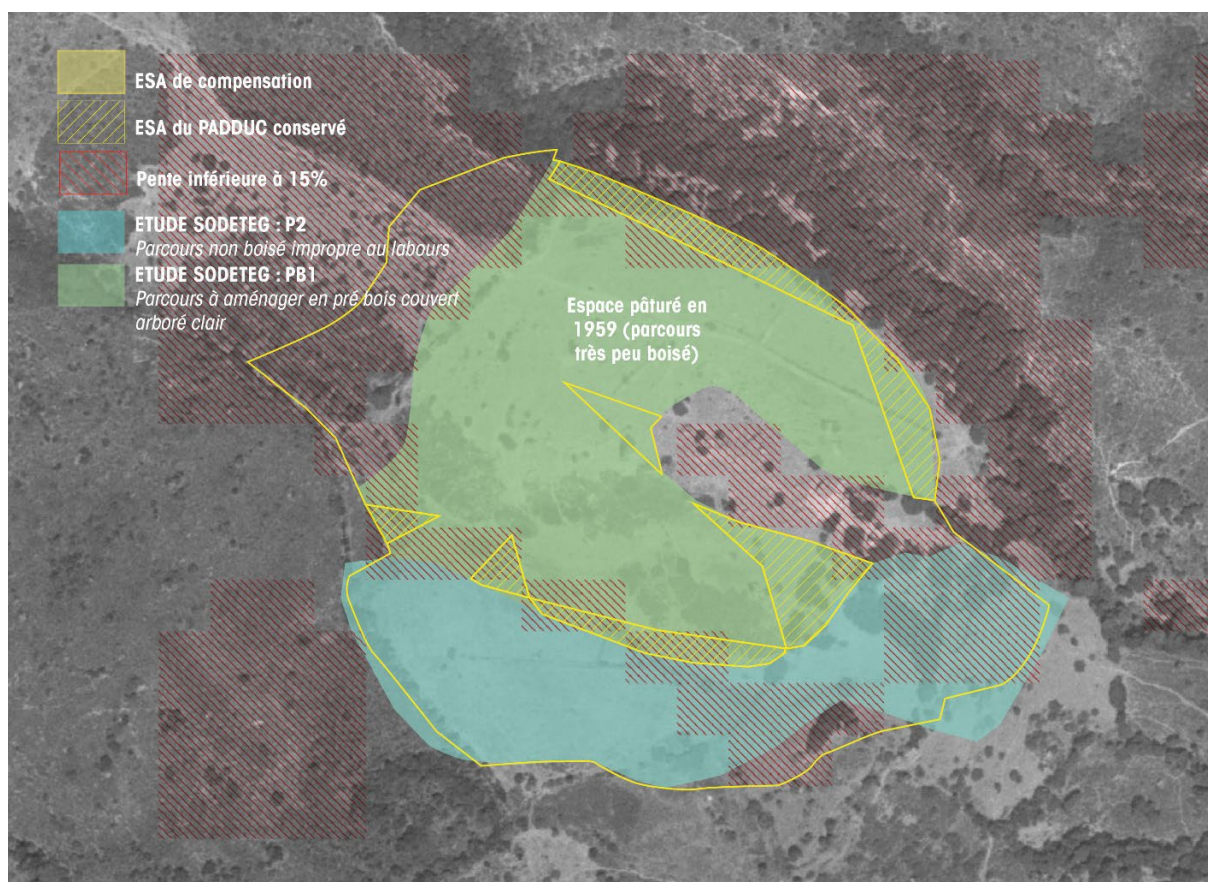 ESA de compensation
ESA du PADDUC conservé
Pente inférieure à 15%
ETUDE SODETEG : P2
Parcours non boisé impropre au labours
ETUDE SODETEG : PB1
Parcours à aménager en pré bois couvert
arboré clair
Espace pâturé en
1959 (parcours
très peu boisé)